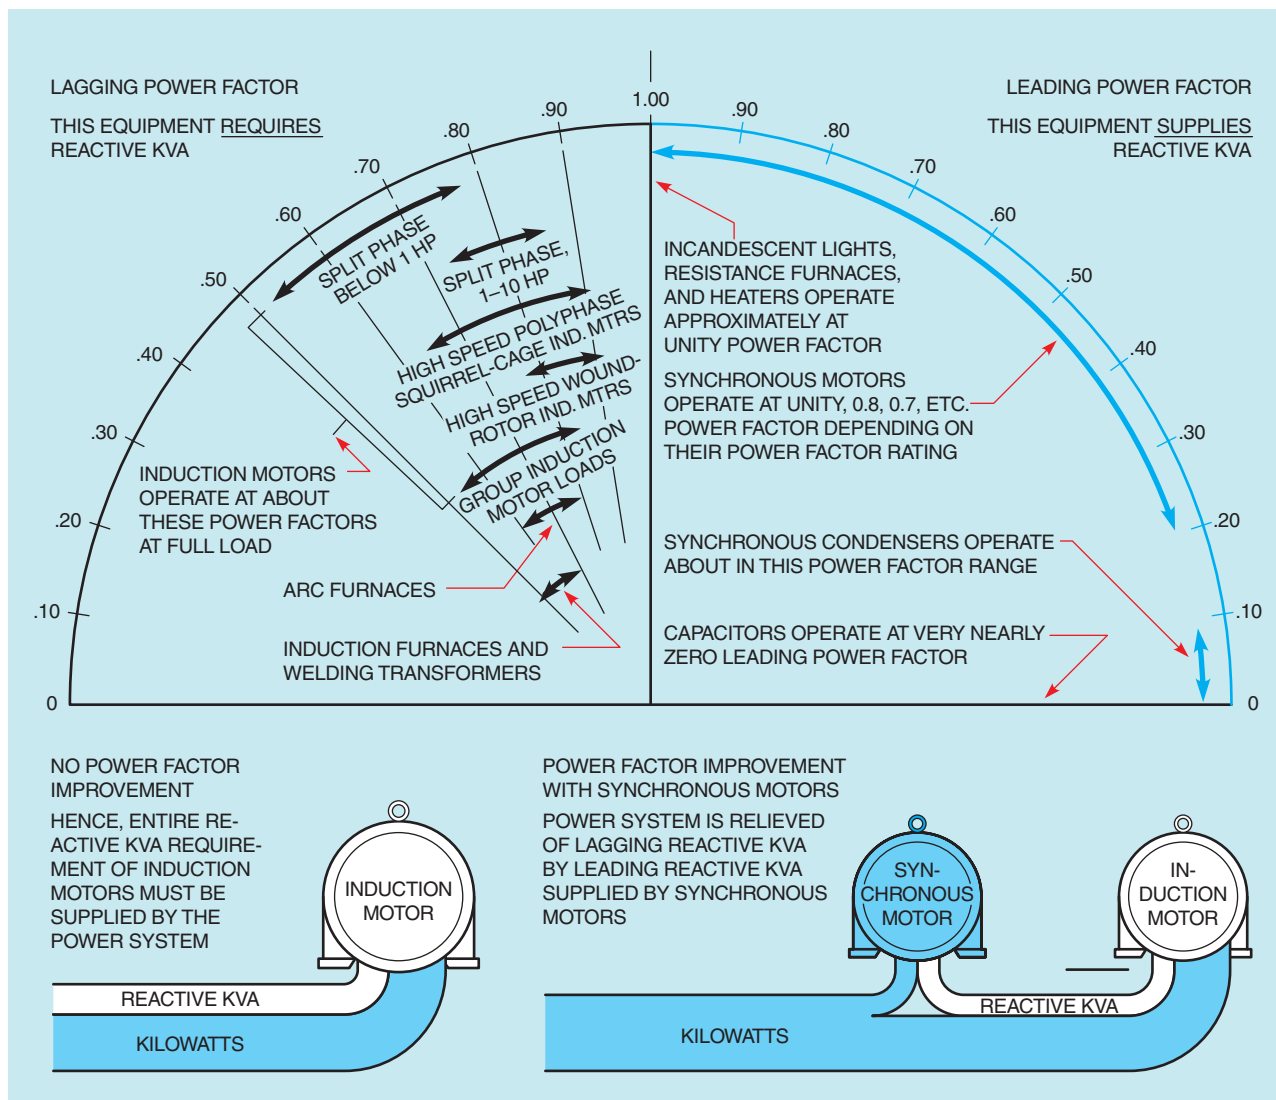 LAGGING POWER FACTOR
THIS EQUIPMENT REQUIRES
REACTIVE KVA
LEADING POWER FACTOR
THIS EQUIPMENT SUPPLIES
REACTIVE KVA
0
.10
.20
.30
.40
.50
.60
.70
.80
.90
1.00
.90
.80
.70
.60
.50
.40
.30
.20
.10
0
SPLIT PHASE
BELOW 1 HP
SPLIT PHASE,
1–10 HP
HIGH SPEED POLYPHASE
SQUIRREL-CAGE IND. MTRS
HIGH SPEED WOUND-
ROTOR IND. MTRS
GROUP INDUCTION
MOTOR LOADS
INDUCTION MOTORS
OPERATE AT ABOUT
THESE POWER FACTORS
AT FULL LOAD
ARC FURNACES
INDUCTION FURNACES AND
WELDING TRANSFORMERS
INCANDESCENT LIGHTS,
RESISTANCE FURNACES,
AND HEATERS OPERATE
APPROXIMATELY AT
UNITY POWER FACTOR
SYNCHRONOUS MOTORS
OPERATE AT UNITY, 0.8, 0.7, ETC.
POWER FACTOR DEPENDING ON
THEIR POWER FACTOR RATING
SYNCHRONOUS CONDENSERS OPERATE
ABOUT IN THIS POWER FACTOR RANGE
CAPACITORS OPERATE AT VERY NEARLY
ZERO LEADING POWER FACTOR
NO POWER FACTOR
IMPROVEMENT
HENCE, ENTIRE RE-
ACTIVE KVA REQUIRE-
MENT OF INDUCTION
MOTORS MUST BE
SUPPLIED BY THE
POWER SYSTEM
INDUCTION
MOTOR
REACTIVE KVA
KILOWATTS
POWER FACTOR IMPROVEMENT
WITH SYNCHRONOUS MOTORS
POWER SYSTEM IS RELIEVED
OF LAGGING REACTIVE KVA
BY LEADING REACTIVE KVA
SUPPLIED BY SYNCHRONOUS
MOTORS
SYN-
CHRONOUS
MOTOR
IN-
DUCTION
MOTOR
REACTIVE KVA
KILOWATTS